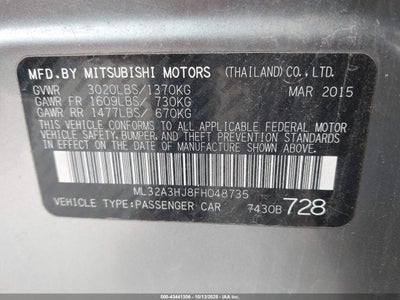 MFD.BY MITSUBISHI MOTORS (THAILAND)CO.,LTD.
GVWR 3020LBS/1370KG MAR 2015
GAWR FR 1609LBS/ 730KG
GAWR RR 1477LBS/ 670KG
THIS VEHICLE CONFORMS TO ALL APPLICABLE FEDERAL MOTOR
VEHICLE SAFETY, BUMPER, AND THEFT PREVENTION STANDARDS
IN EFFECT ON THE DATE OF MANUFACTURE SHOWN ABOVE.
ML32A3HJ8FH048735
VEHICLE TYPE:PASSENGER CAR 7430B 728
500-43441306 - 10/13/2025 - IAA